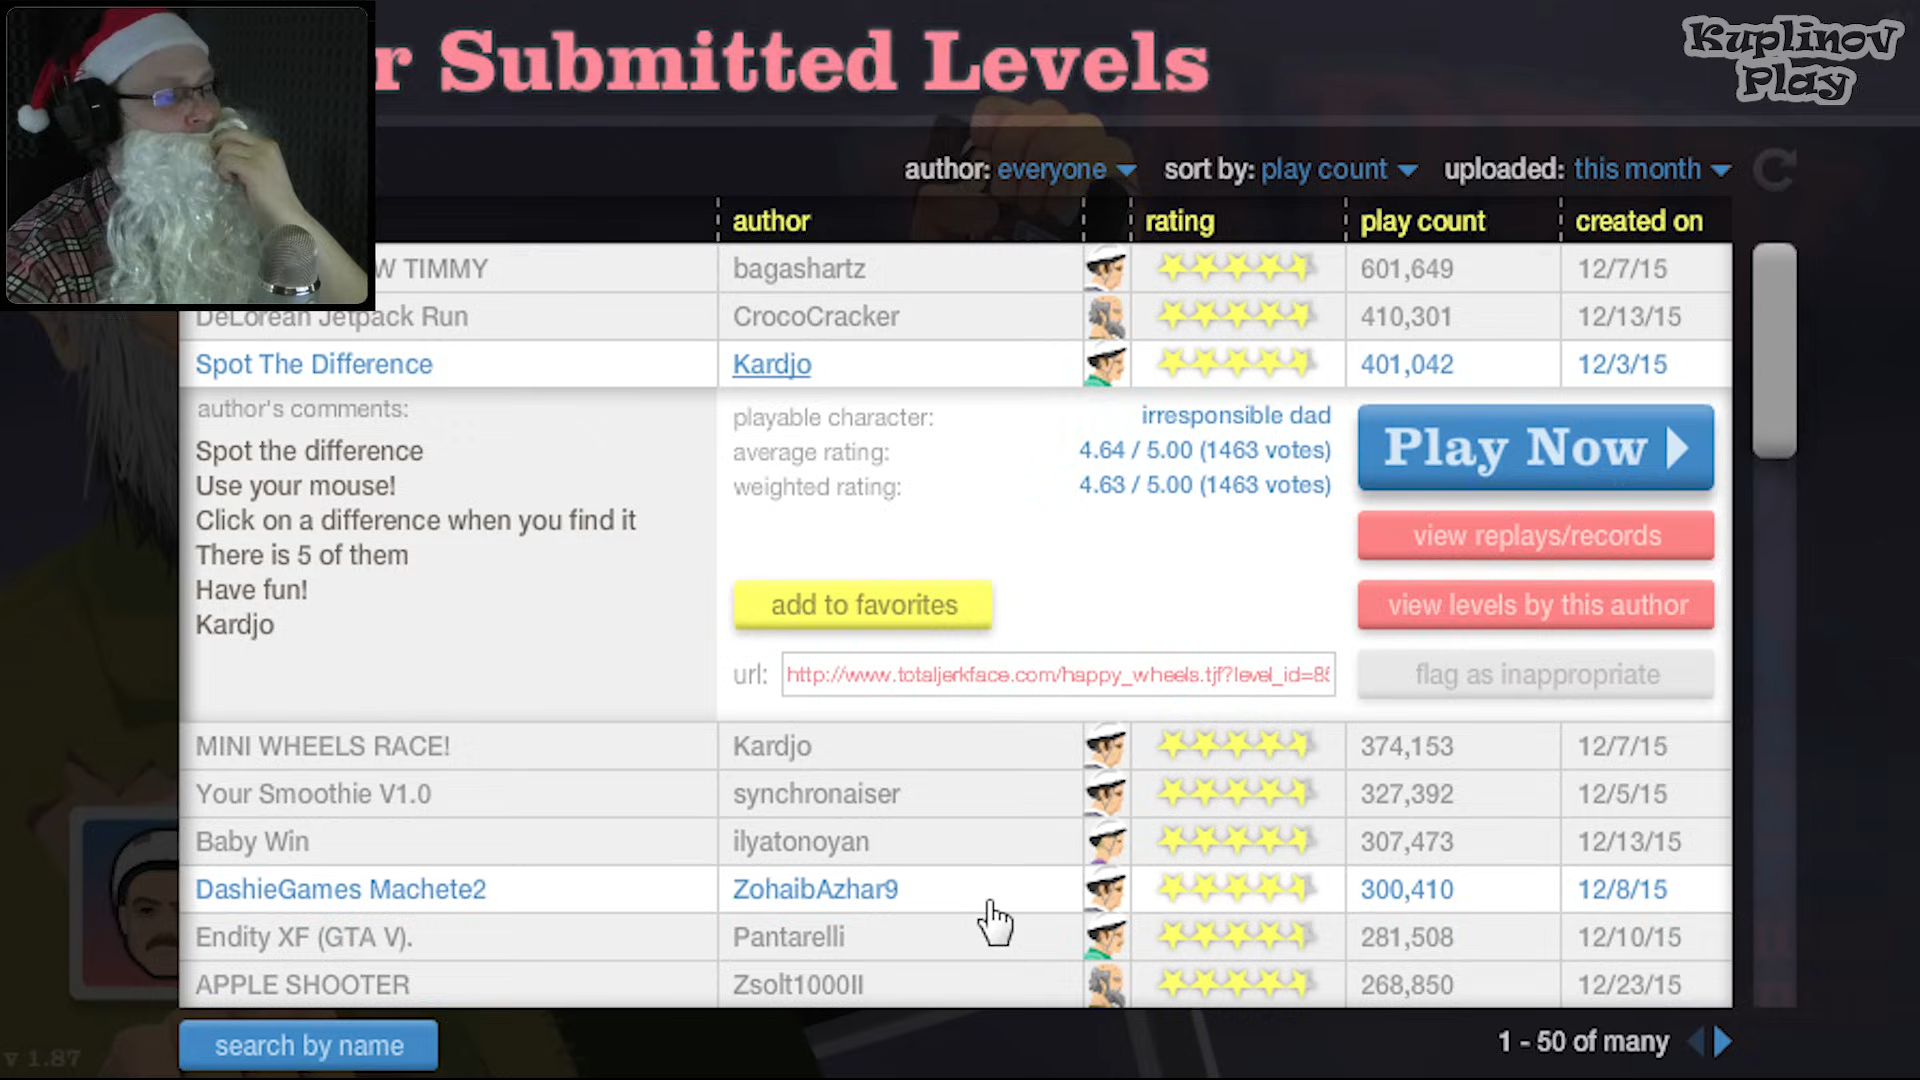 Kuplinov
Play
r Submitted Levels
author: everyone sort by: play count uploaded: this month
author rating play count created on
W TIMMY bagashartz 601,649 12/7/15
DeLorean Jetpack Run CrocoCracker 410,301 12/13/15
Spot The Difference Kardjo 401,042 12/3/15
author's comments:
Spot the difference
Use your mouse!
Click on a difference when you find it
There is 5 of them
Have fun!
Kardjo
playable character: irresponsible dad
average rating: 4.64 / 5.00 (1463 votes)
weighted rating: 4.63 / 5.00 (1463 votes)
add to favorites
url: http://www.totaljerkface.com/happy_wheels.tjf?level_id=8
Play Now
view replays/records
view levels by this author
flag as inappropriate
MINI WHEELS RACE! Kardjo 374,153 12/7/15
Your Smoothie V1.0 synchronaiser 327,392 12/5/15
Baby Win ilyatonoyan 307,473 12/13/15
DashieGames Machete2 ZohaibAzhar9 300,410 12/8/15
Endity XF (GTA V). Pantarelli 281,508 12/10/15
APPLE SHOOTER Zsolt1000II 268,850 12/23/15
search by name
1 - 50 of many
v 1.87